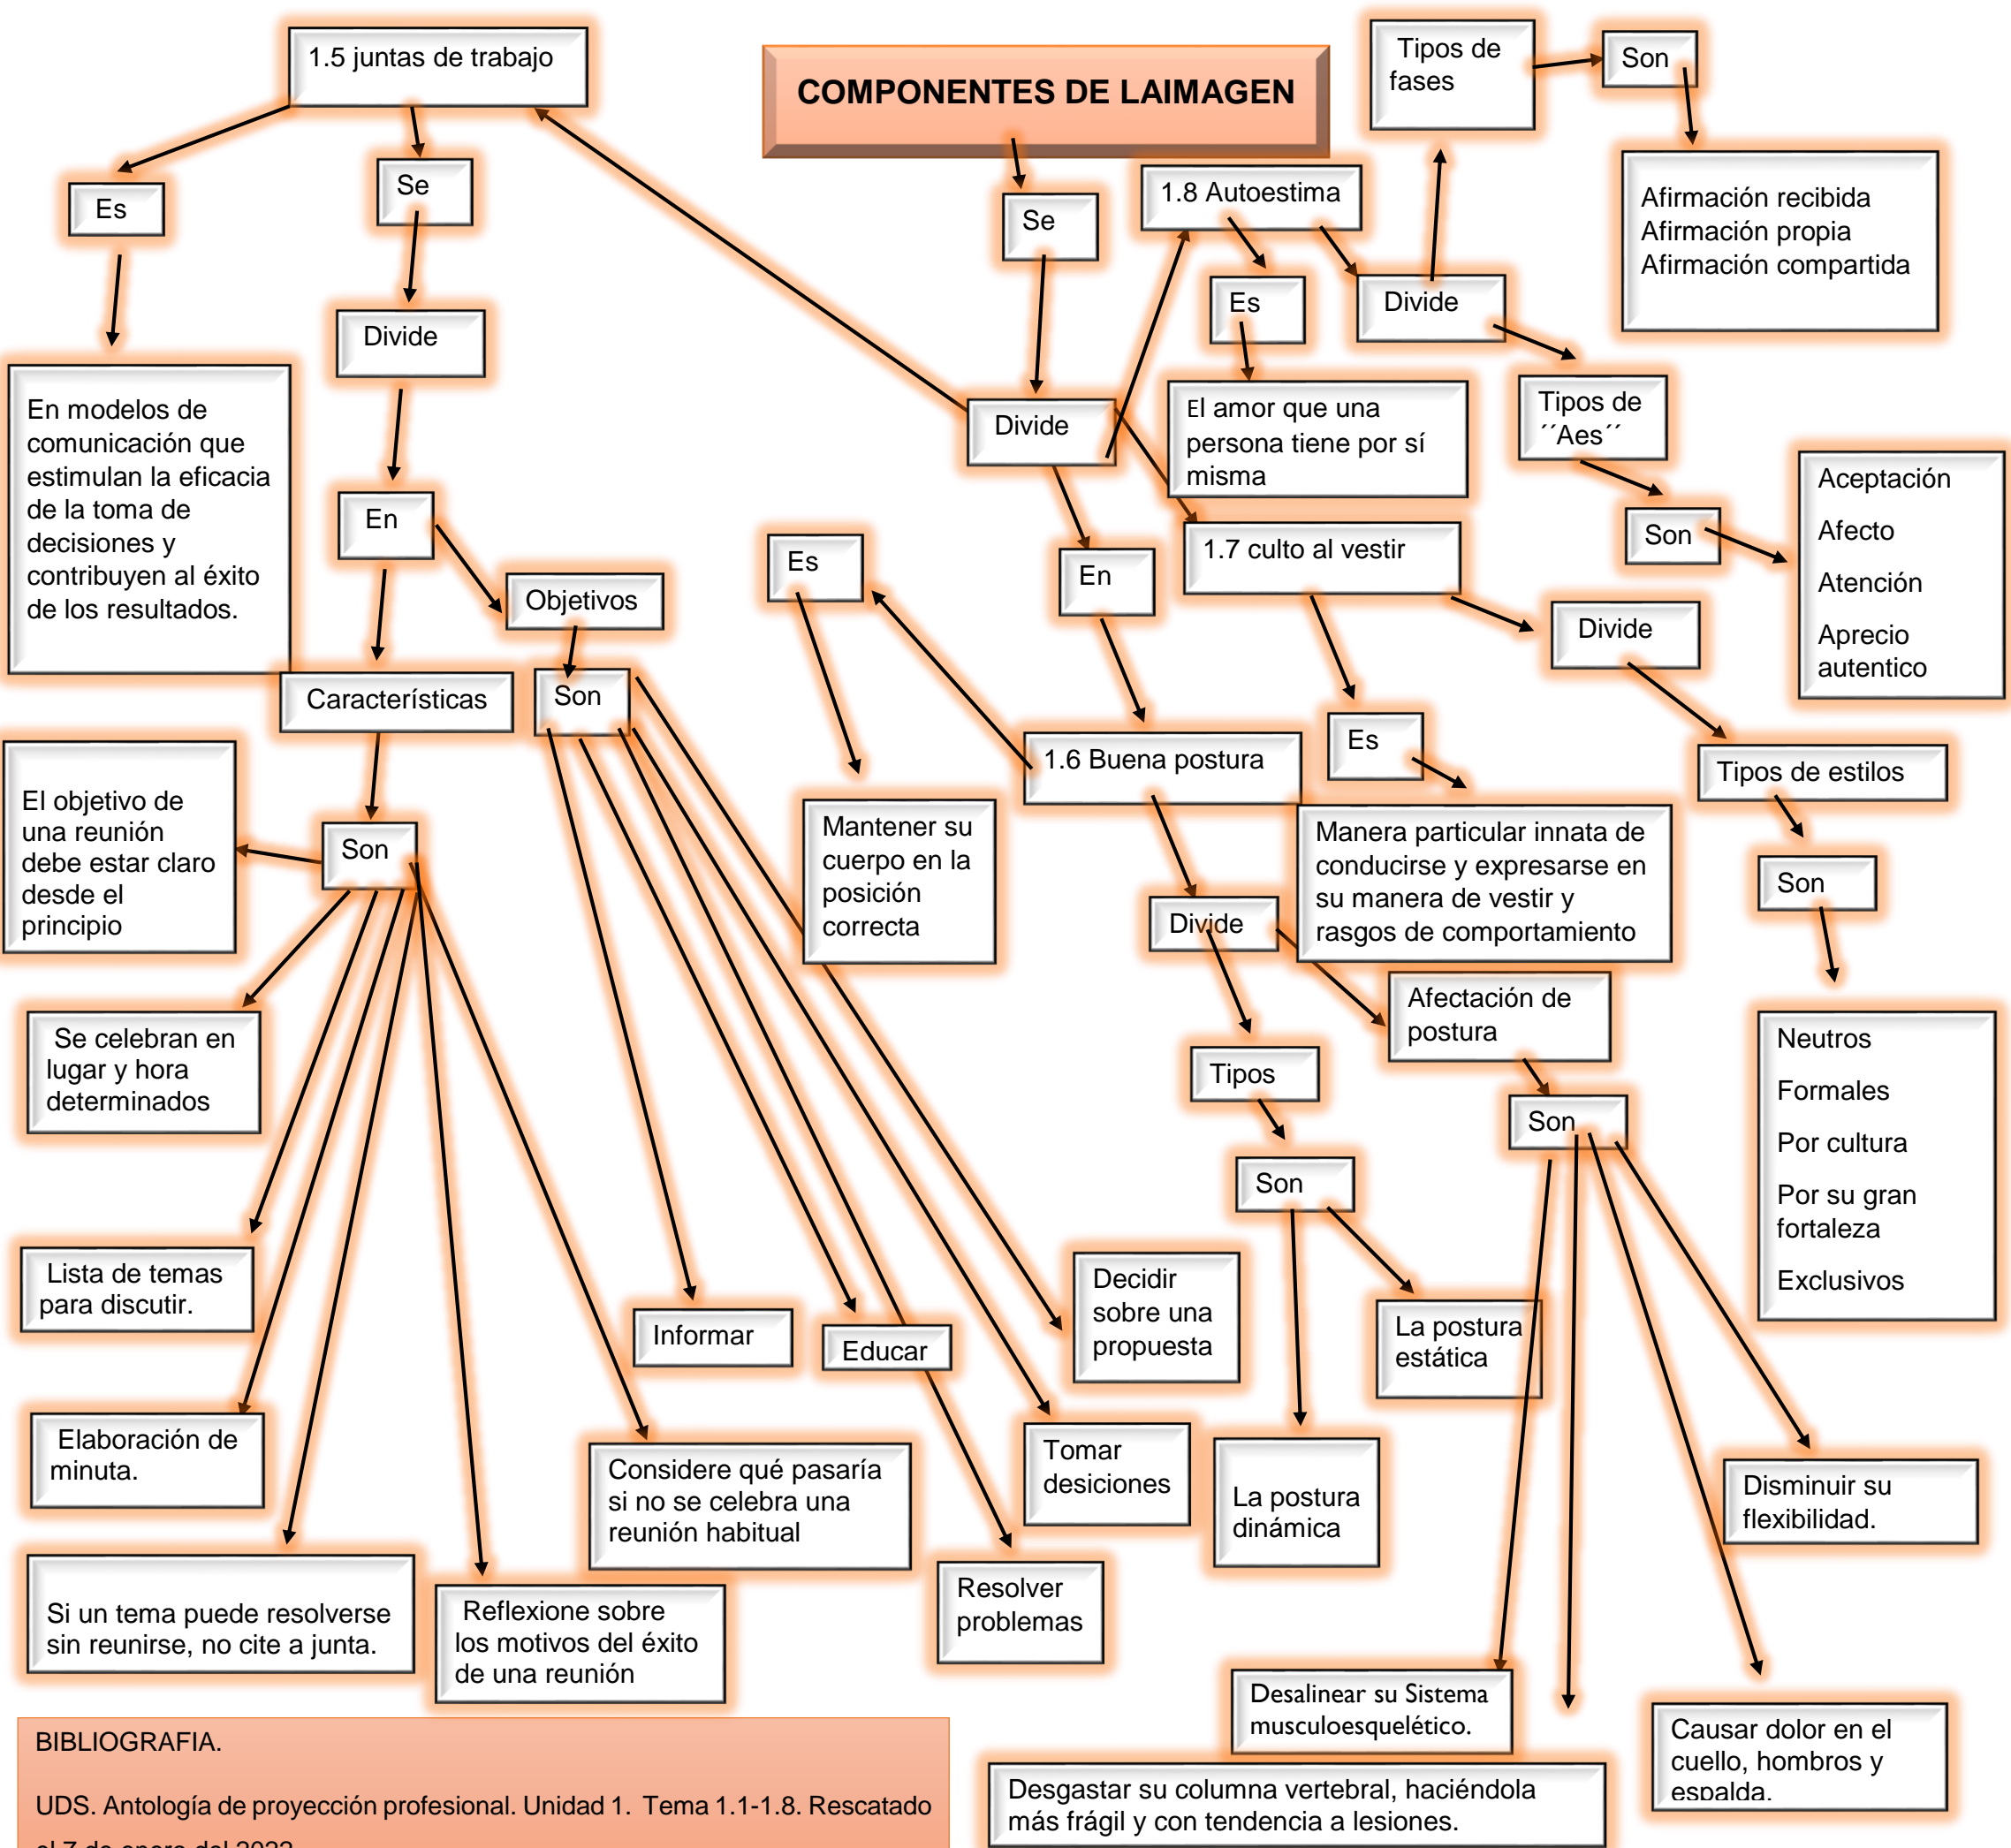 COMPONENTES DE LAIMAGEN
Se
Divide
En
1.5 juntas de trabajo
Es
En modelos de
comunicación que
estimulan la eficacia
de la toma de
decisiones y
contribuyen al éxito
de los resultados.
Se
Divide
En
Características
Son
El objetivo de
una reunión
debe estar claro
desde el
principio
Se celebran en
lugar y hora
determinados
Lista de temas
para discutir.
Elaboración de
minuta.
Si un tema puede resolverse
sin reunirse, no cite a junta.
Reflexione sobre
los motivos del éxito
de una reunión
Considere qué pasaría
si no se celebra una
reunión habitual
Objetivos
Son
Informar
Educar
Resolver
problemas
Tomar
desiciones
Decidir
sobre una
propuesta
1.6 Buena postura
Es
Mantener su
cuerpo en la
posición
correcta
Divide
Tipos
Son
La postura
dinámica
La postura
estática
Afectación de
postura
Son
Desalinear su Sistema
musculoesquelético.
Desgastar su columna vertebral, haciéndola
más frágil y con tendencia a lesiones.
Causar dolor en el
cuello, hombros y
espalda.
Disminuir su
flexibilidad.
1.7 culto al vestir
Es
Manera particular innata de
conducirse y expresarse en
su manera de vestir y
rasgos de comportamiento
Divide
Tipos de estilos
Son
Neutros
Formales
Por cultura
Por su gran
fortaleza
Exclusivos
1.8 Autoestima
Es
El amor que una
persona tiene por sí
misma
Divide
Tipos de
fases
Son
Afirmación recibida
Afirmación propia
Afirmación compartida
Tipos de
´´Aes´´
Son
Aceptación
Afecto
Atención
Aprecio
autentico
BIBLIOGRAFIA.
UDS. Antología de proyección profesional. Unidad 1. Tema 1.1-1.8. Rescatado
el 7 de enero del 2022